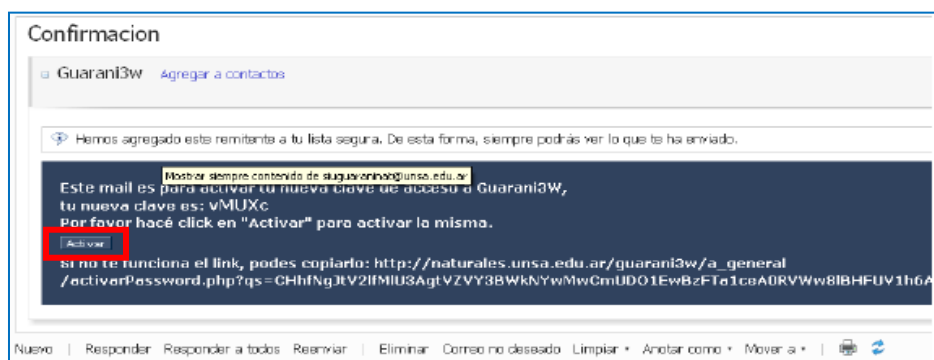 Confirmacion
Guarani3w Agregar a contactos
Hemos agregado este remitente a tu lista segura. De esta forma, siempre podrás ver lo que te ha enviado.
Mostrar siempre contenido de siuguaraninat@unsa.edu.ar
Este mail es para activar tu nueva clave de acceso a Guarani3W,
tu nueva clave es: vMUXc
Por favor hacé click en "Activar" para activar la misma.
Activar
Si no te funciona el link, podes copiarlo: http://naturales.unsa.edu.ar/guarani3w/a_general
/activarPassword.php?qs=
Nuevo | Responder Responder a todos Reenviar | Eliminar Correo no deseado Limpiar Anotar como Mover a |